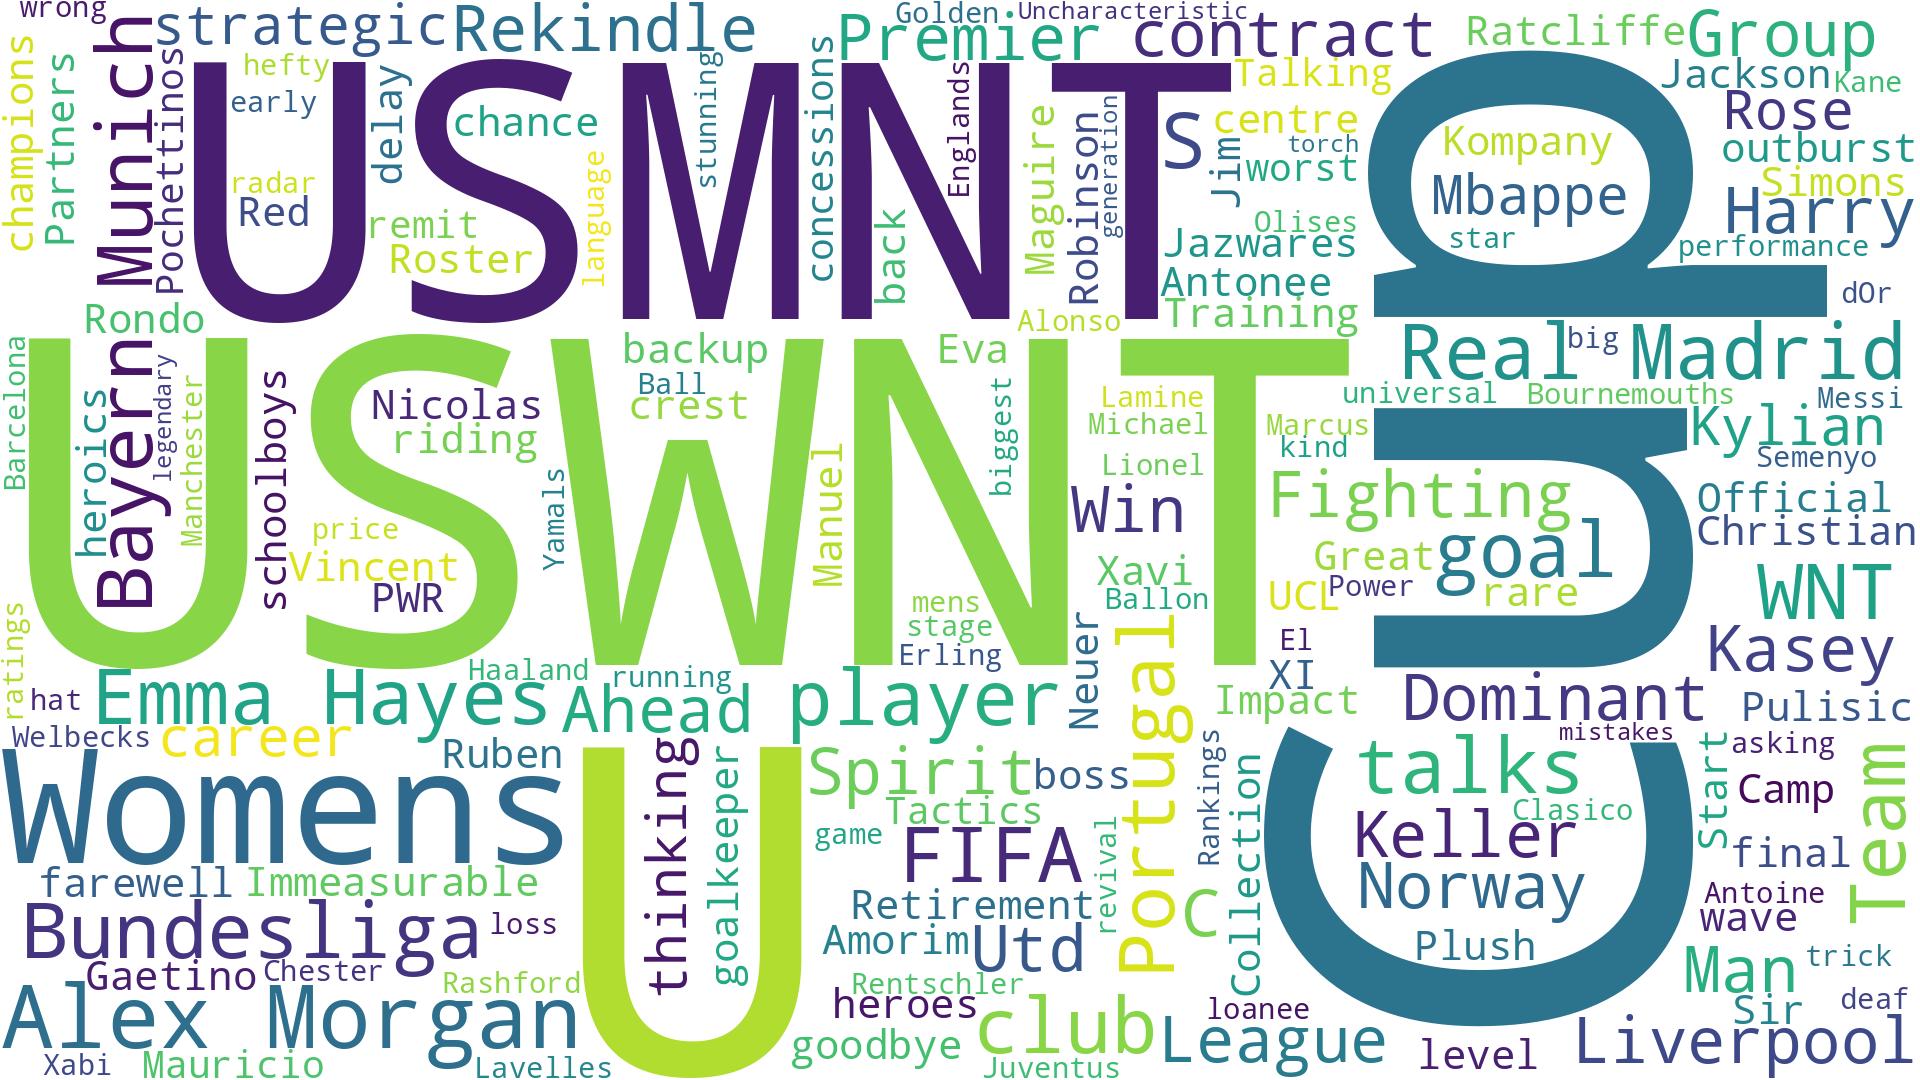 wrong
strategic
Rekindle
Golden
Uncharacteristic
Premier
contract
Ratcliffe
Group
champions
Partners
Munich
Pochettinos
hefty
early
delay
USMNT
chance
stunning
concessions
Englands
Talking
centre
S
Jim
torch
worst
Jackson
Kane
Rose
outburst
Simons
Harry
Kompany
Mbappe
star
performance
dOr
Cup
radar
Red
remit
Roster
language
back
Maguire
Robinson
generation
Olises
Jazwares
Antonee
Training
Alonso
Rondo
Real
big
Madrid
Barcelona
heroics
Bayern
legendary
Manchester
schoolboys
USWNT
Nicolas
riding
backup
Ball
crest
Eva
biggest
Lamine
Michael
Lionel
universal
Bournemouths
Messi
Marcus
kind
Kylian
Semenyo
Yamals
Manuel
Win
Fighting
Official
Christian
price
Vincent
PWR
Xavi
Ballon
Great
goal
UCL
Power
rare
WNT
mens
stage
Erling
El
XI
Kasey
ratings
hat
Emma Hayes
Haaland
running
Ahead
player
Neuer
Portugal
Impact
Dominant
Pulisic
Welbecks
career
Ruben
mistakes
asking
Womens
U
thinking
goalkeeper
Spirit
boss
Rankings
talks
Start
Camp
Team
Tactics
Clasico
game
FIFA
revival
Collection
Keller
final
farewell
Immeasurable
Retirement
C
Norway
Antoine
wave
Bundesliga
loss
Amorim
Utd
Plush
Man
trick
Gaetino
Chester
Rashford
Rentschler
heroes
loanee
Sir
deaf
Alex Morgan
goodbye
club
League
level
Liverpool
Xabi
Mauricio
Lavelles
Juventus